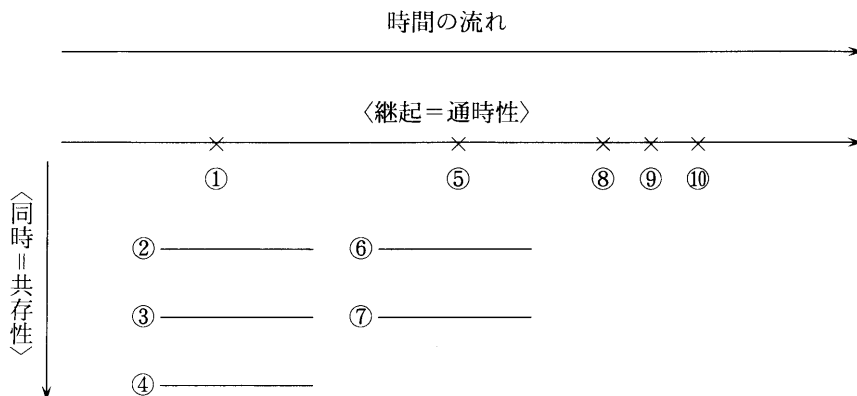 時間の流れ
〈継起＝通時性〉
① ⑤ ⑧ ⑨ ⑩
〈同時＝共存性〉
② ⑥
③ ⑦
④